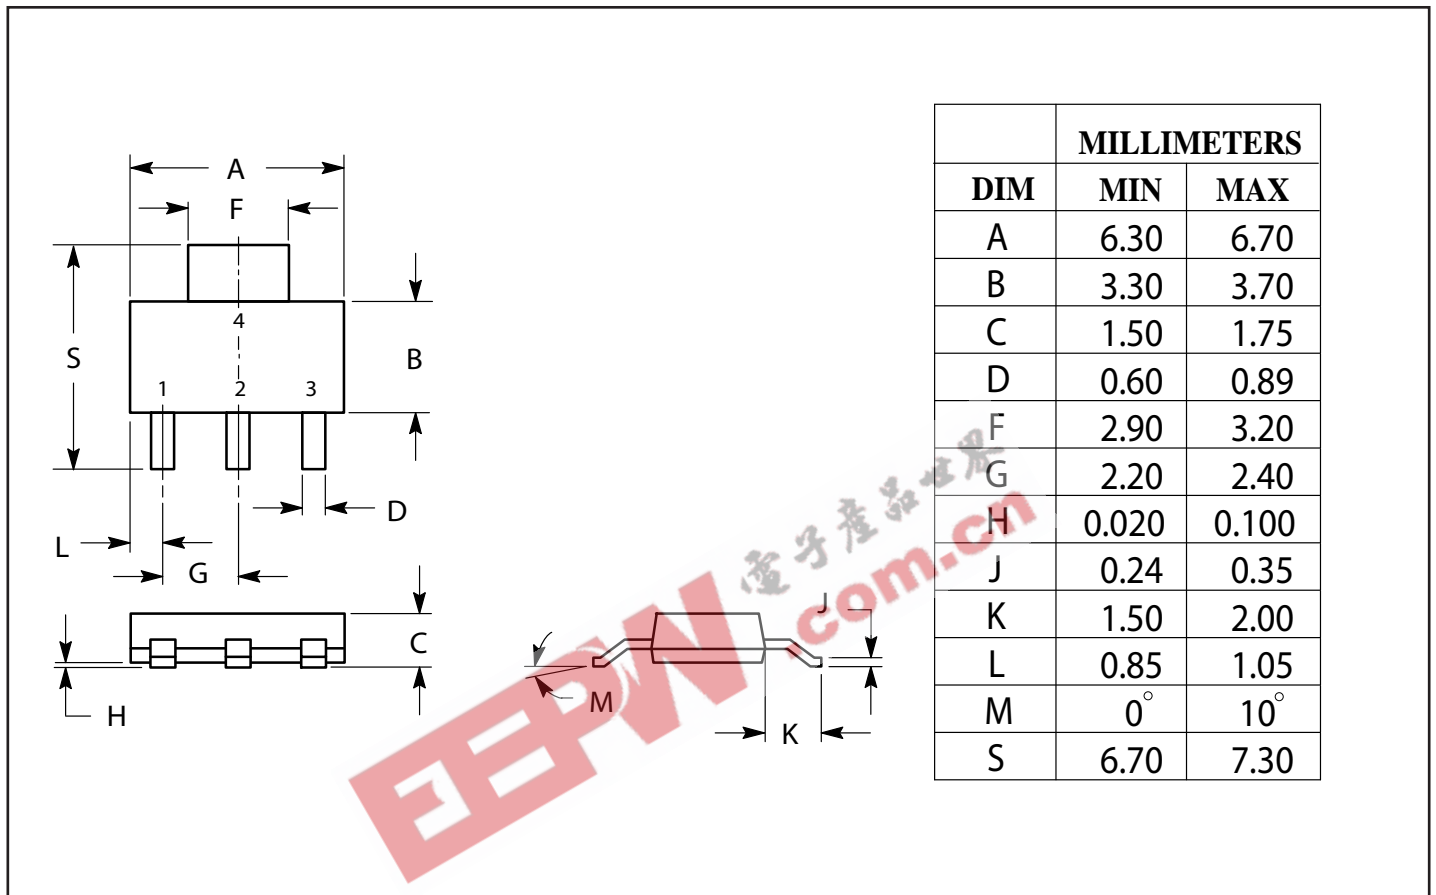 A
F
4
S
B
1 2 3
D
L
G
C
H
J
M
K
MILLIMETERS
DIM MIN MAX
A 6.30 6.70
B 3.30 3.70
C 1.50 1.75
D 0.60 0.89
F 2.90 3.20
G 2.20 2.40
H 0.020 0.100
J 0.24 0.35
K 1.50 2.00
L 0.85 1.05
M 0° 10°
S 6.70 7.30
EEPW
電子産品世界
.com.cn